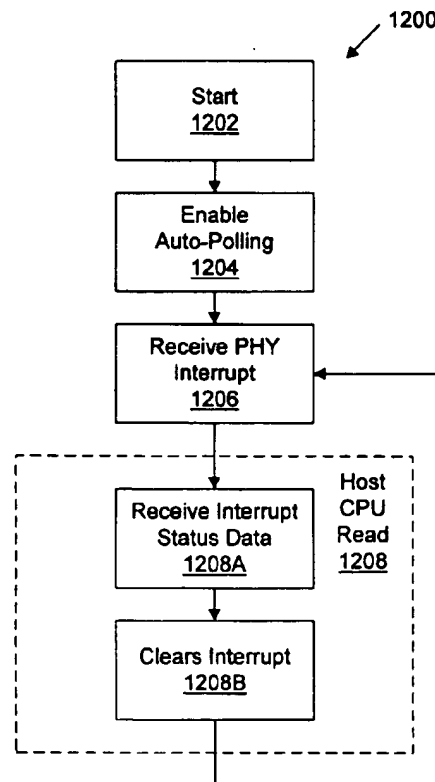 1200
Start
1202
Enable
Auto-Polling
1204
Receive PHY
Interrupt
1206
Host
CPU
Read
1208
Receive Interrupt
Status Data
1208A
Clears Interrupt
1208B